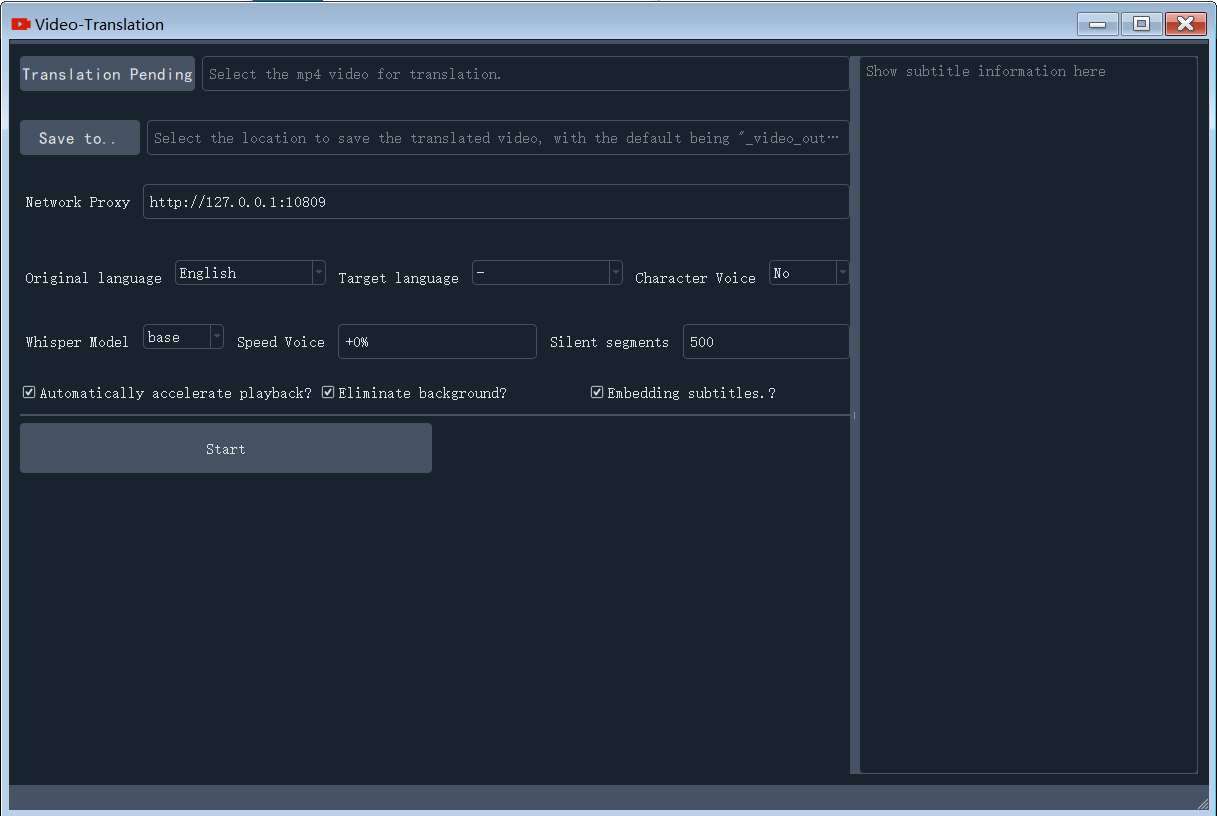 Video-Translation
Translation Pending Select the mp4 video for translation.
Save to.. Select the location to save the translated video, with the default being "_video_out…
Network Proxy http://127.0.0.1:10809
Original language English Target language - Character Voice No
Whisper Model base Speed Voice +0% Silent segments 500
Automatically accelerate playback? Eliminate background? Embedding subtitles.?
Start
Show subtitle information here